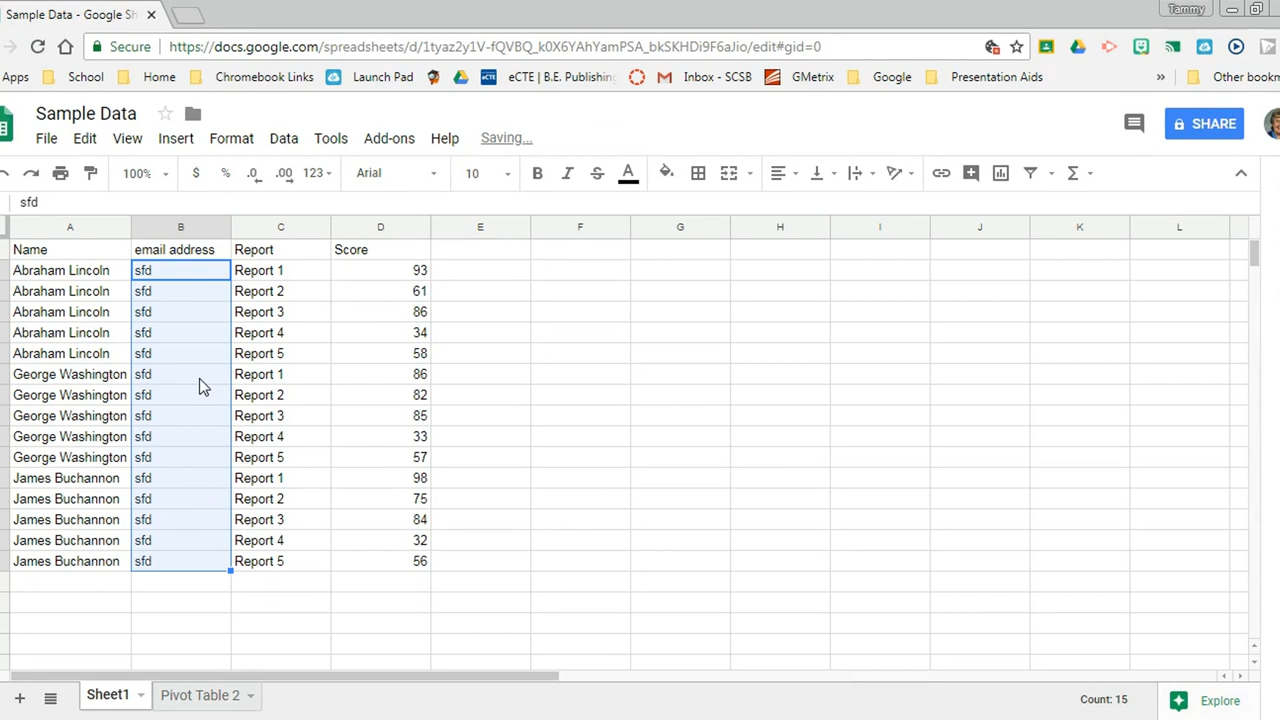 Sample Data - Google Sh
Tammy
Secure https://docs.google.com/spreadsheets/d/1tyaz2y1V-fQVBQ_k0X6YAhYamPSA_bkSKHDi9F6aJio/edit#gid=0
Apps School Home Chromebook Links Launch Pad eCTE | B.E. Publishing Inbox - SCSB GMetrix Google Presentation Aids » Other bookm
Sample Data
File Edit View Insert Format Data Tools Add-ons Help Saving...
SHARE
100% $ % .0 .00 123 Arial 10 B I S A Σ
sfd
A B C D E F G H I J K L
Name email address Report Score
Abraham Lincoln sfd Report 1 93
Abraham Lincoln sfd Report 2 61
Abraham Lincoln sfd Report 3 86
Abraham Lincoln sfd Report 4 34
Abraham Lincoln sfd Report 5 58
George Washington sfd Report 1 86
George Washington sfd Report 2 82
George Washington sfd Report 3 85
George Washington sfd Report 4 33
George Washington sfd Report 5 57
James Buchannon sfd Report 1 98
James Buchannon sfd Report 2 75
James Buchannon sfd Report 3 84
James Buchannon sfd Report 4 32
James Buchannon sfd Report 5 56
Sheet1 Pivot Table 2 Count: 15 Explore